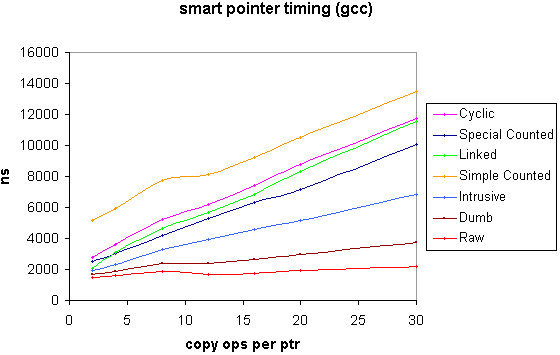 smart pointer timing (gcc)
16000
14000
12000
10000
8000
6000
4000
2000
0
ns
0 5 10 15 20 25 30
copy ops per ptr
Cyclic
Special Counted
Linked
Simple Counted
Intrusive
Dumb
Raw